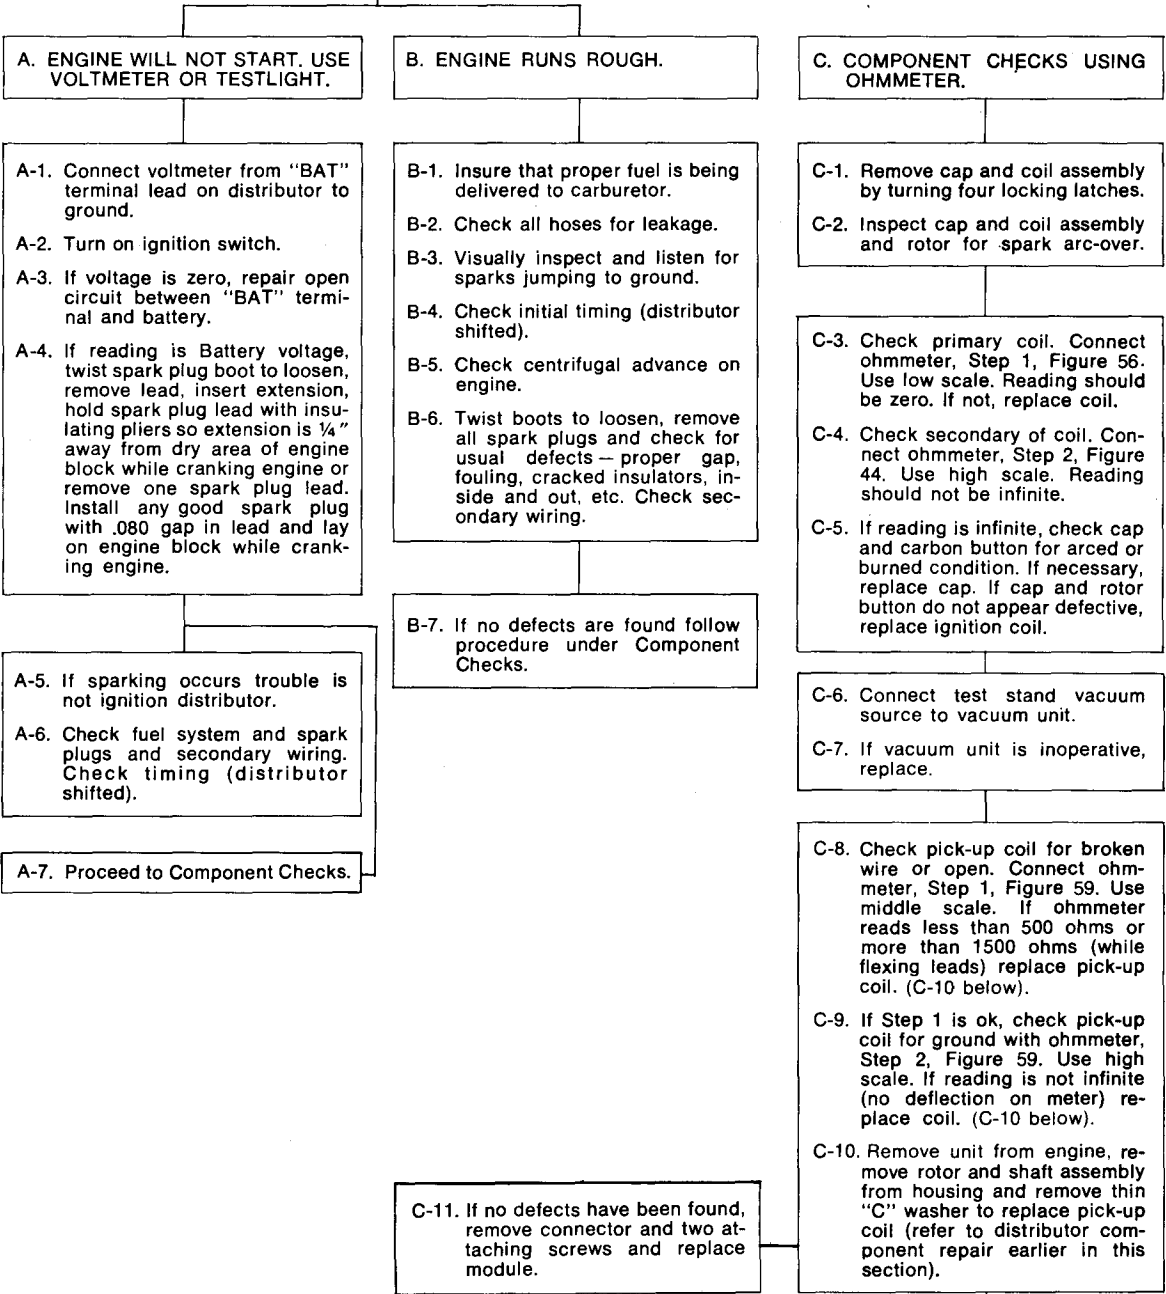 A. ENGINE WILL NOT START. USE
VOLTMETER OR TESTLIGHT.
A-1. Connect voltmeter from "BAT"
terminal lead on distributor to
ground.
A-2. Turn on ignition switch.
A-3. If voltage is zero, repair open
circuit between "BAT" termi-
nal and battery.
A-4. If reading is Battery voltage,
twist spark plug boot to loosen,
remove lead, insert extension,
hold spark plug lead with insu-
lating pliers so extension is ¼"
away from dry area of engine
block while cranking engine or
remove one spark plug lead.
Install any good spark plug
with .080 gap in lead and lay
on engine block while crank-
ing engine.
A-5. If sparking occurs trouble is
not ignition distributor.
A-6. Check fuel system and spark
plugs and secondary wiring.
Check timing (distributor
shifted).
A-7. Proceed to Component Checks.
B. ENGINE RUNS ROUGH.
B-1. Insure that proper fuel is being
delivered to carburetor.
B-2. Check all hoses for leakage.
B-3. Visually inspect and listen for
sparks jumping to ground.
B-4. Check initial timing (distributor
shifted).
B-5. Check centrifugal advance on
engine.
B-6. Twist boots to loosen, remove
all spark plugs and check for
usual defects — proper gap,
fouling, cracked insulators, in-
side and out, etc. Check sec-
ondary wiring.
B-7. If no defects are found follow
procedure under Component
Checks.
C. COMPONENT CHECKS USING
OHMMETER.
C-1. Remove cap and coil assembly
by turning four locking latches.
C-2. Inspect cap and coil assembly
and rotor for spark arc-over.
C-3. Check primary coil. Connect
ohmmeter, Step 1, Figure 56.
Use low scale. Reading should
be zero. If not, replace coil.
C-4. Check secondary of coil. Con-
nect ohmmeter, Step 2, Figure
44. Use high scale. Reading
should not be infinite.
C-5. If reading is infinite, check cap
and carbon button for arced or
burned condition. If necessary,
replace cap. If cap and rotor
button do not appear defective,
replace ignition coil.
C-6. Connect test stand vacuum
source to vacuum unit.
C-7. If vacuum unit is inoperative,
replace.
C-8. Check pick-up coil for broken
wire or open. Connect ohm-
meter, Step 1, Figure 59. Use
middle scale. If ohmmeter
reads less than 500 ohms or
more than 1500 ohms (while
flexing leads) replace pick-up
coil. (C-10 below).
C-9. If Step 1 is ok, check pick-up
coil for ground with ohmmeter,
Step 2, Figure 59. Use high
scale. If reading is not infinite
(no deflection on meter) re-
place coil. (C-10 below).
C-10. Remove unit from engine, re-
move rotor and shaft assembly
from housing and remove thin
"C" washer to replace pick-up
coil (refer to distributor com-
ponent repair earlier in this
section).
C-11. If no defects have been found,
remove connector and two at-
taching screws and replace
module.